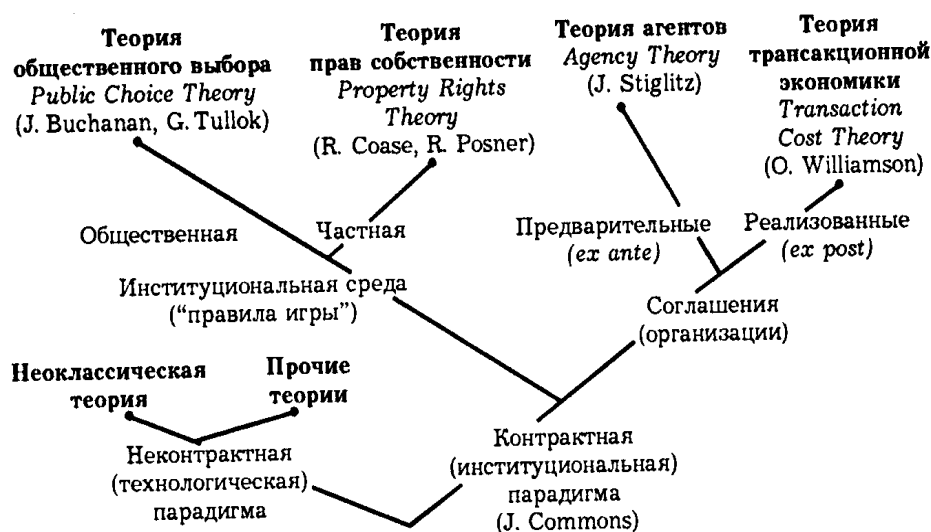 Теория
общественного выбора
Public Choice Theory
(J. Buchanan, G. Tullok)
Теория
прав собственности
Property Rights
Theory
(R. Coase, R. Posner)
Теория агентов
Agency Theory
(J. Stiglitz)
Теория
трансакционной
экономики
Transaction
Cost Theory
(O. Williamson)
Общественная
Частная
Предварительные
(ex ante)
Реализованные
(ex post)
Институциональная среда
(“правила игры”)
Соглашения
(организации)
Неоклассическая
теория
Прочие
теории
Неконтрактная
(технологическая)
парадигма
Контрактная
(институциональная)
парадигма
(J. Commons)